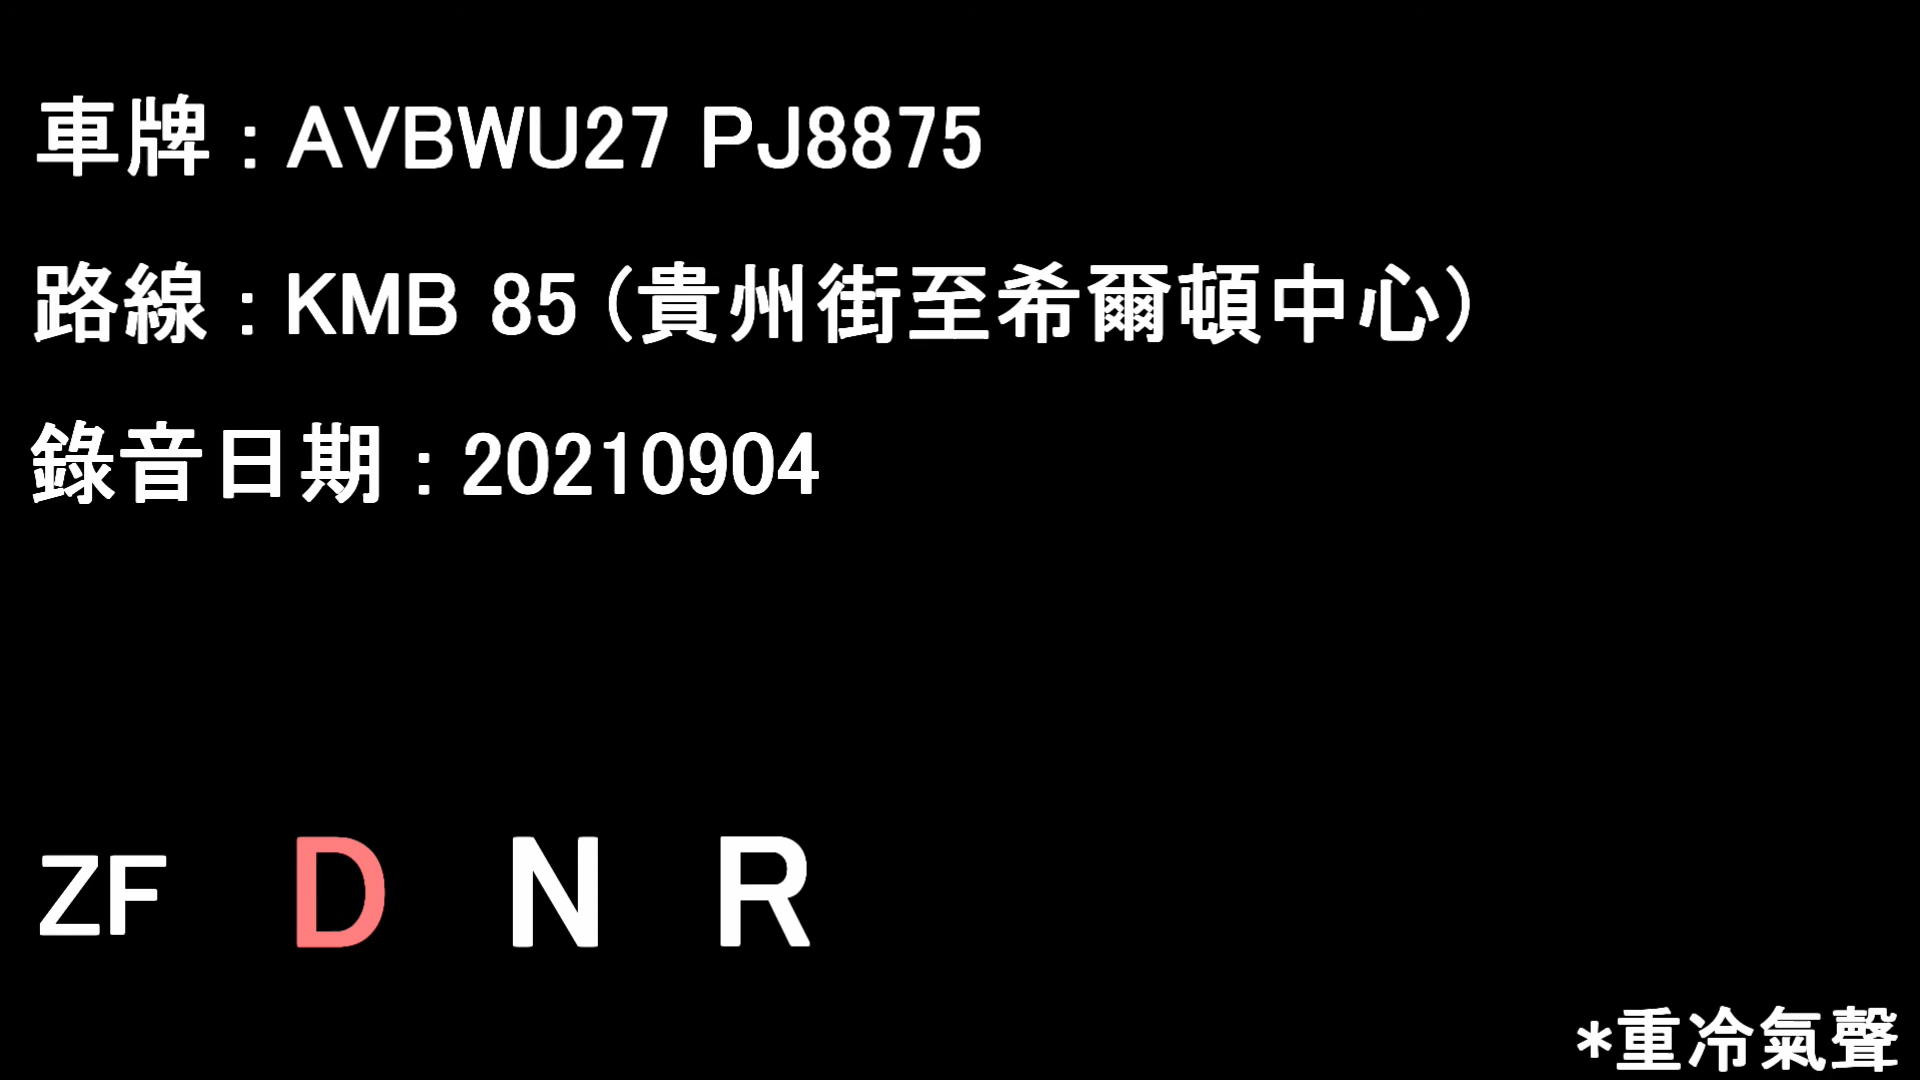 車牌 : AVBWU27 PJ8875
路線 : KMB 85 (貴州街至希爾頓中心)
錄音日期 : 20210904
ZF D N R
*重冷氣聲